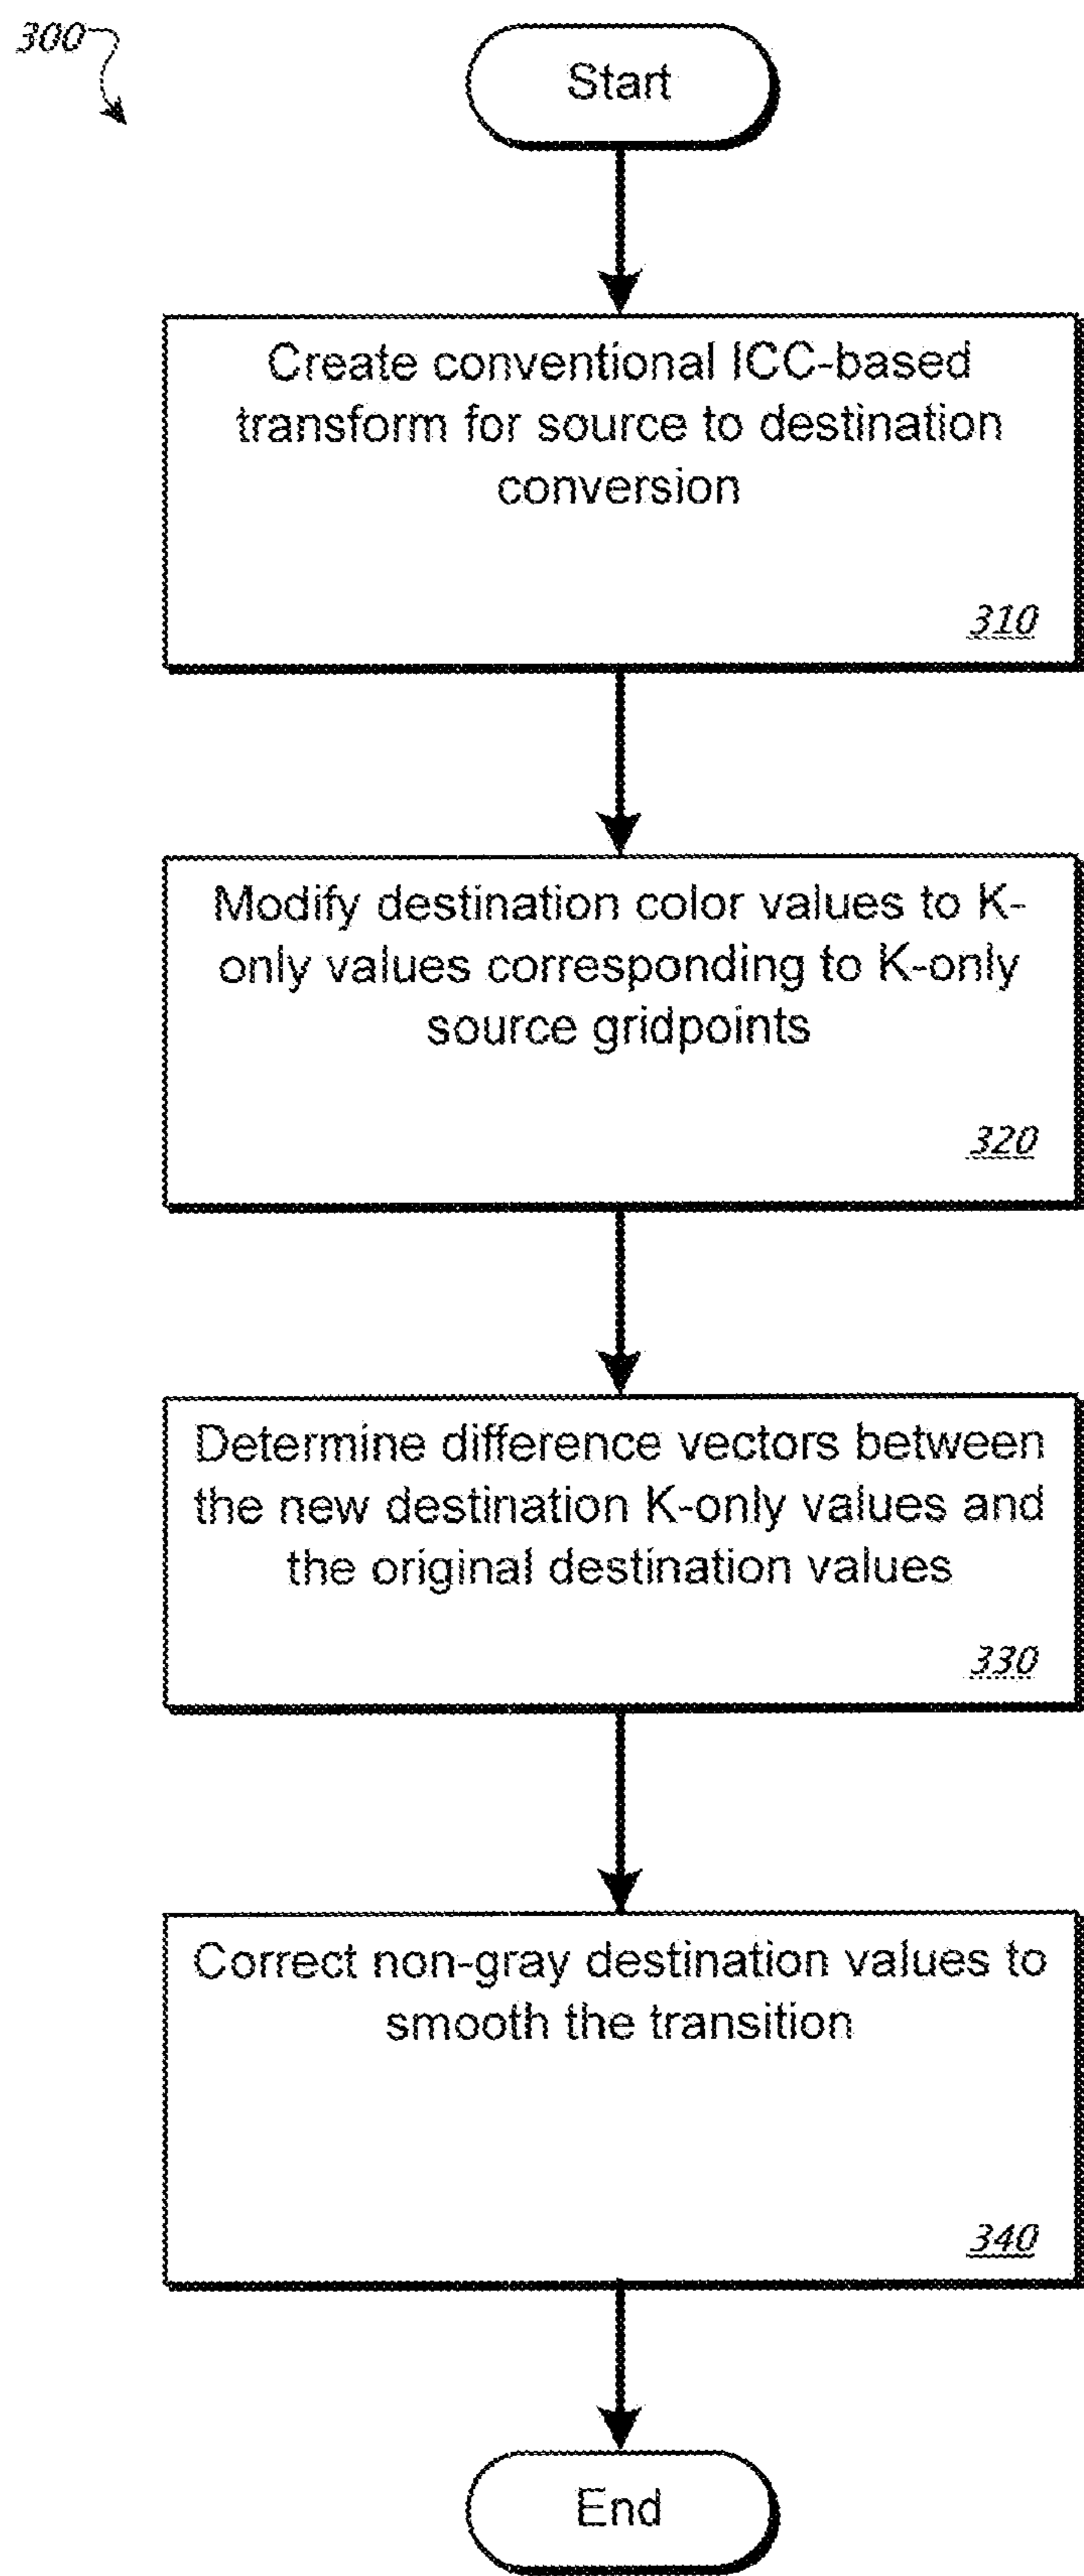 300
Start
Create conventional ICC-based
transform for source to destination
conversion
310
Modify destination color values to K-
only values corresponding to K-only
source gridpoints
320
Determine difference vectors between
the new destination K-only values and
the original destination values
330
Correct non-gray destination values to
smooth the transition
340
End